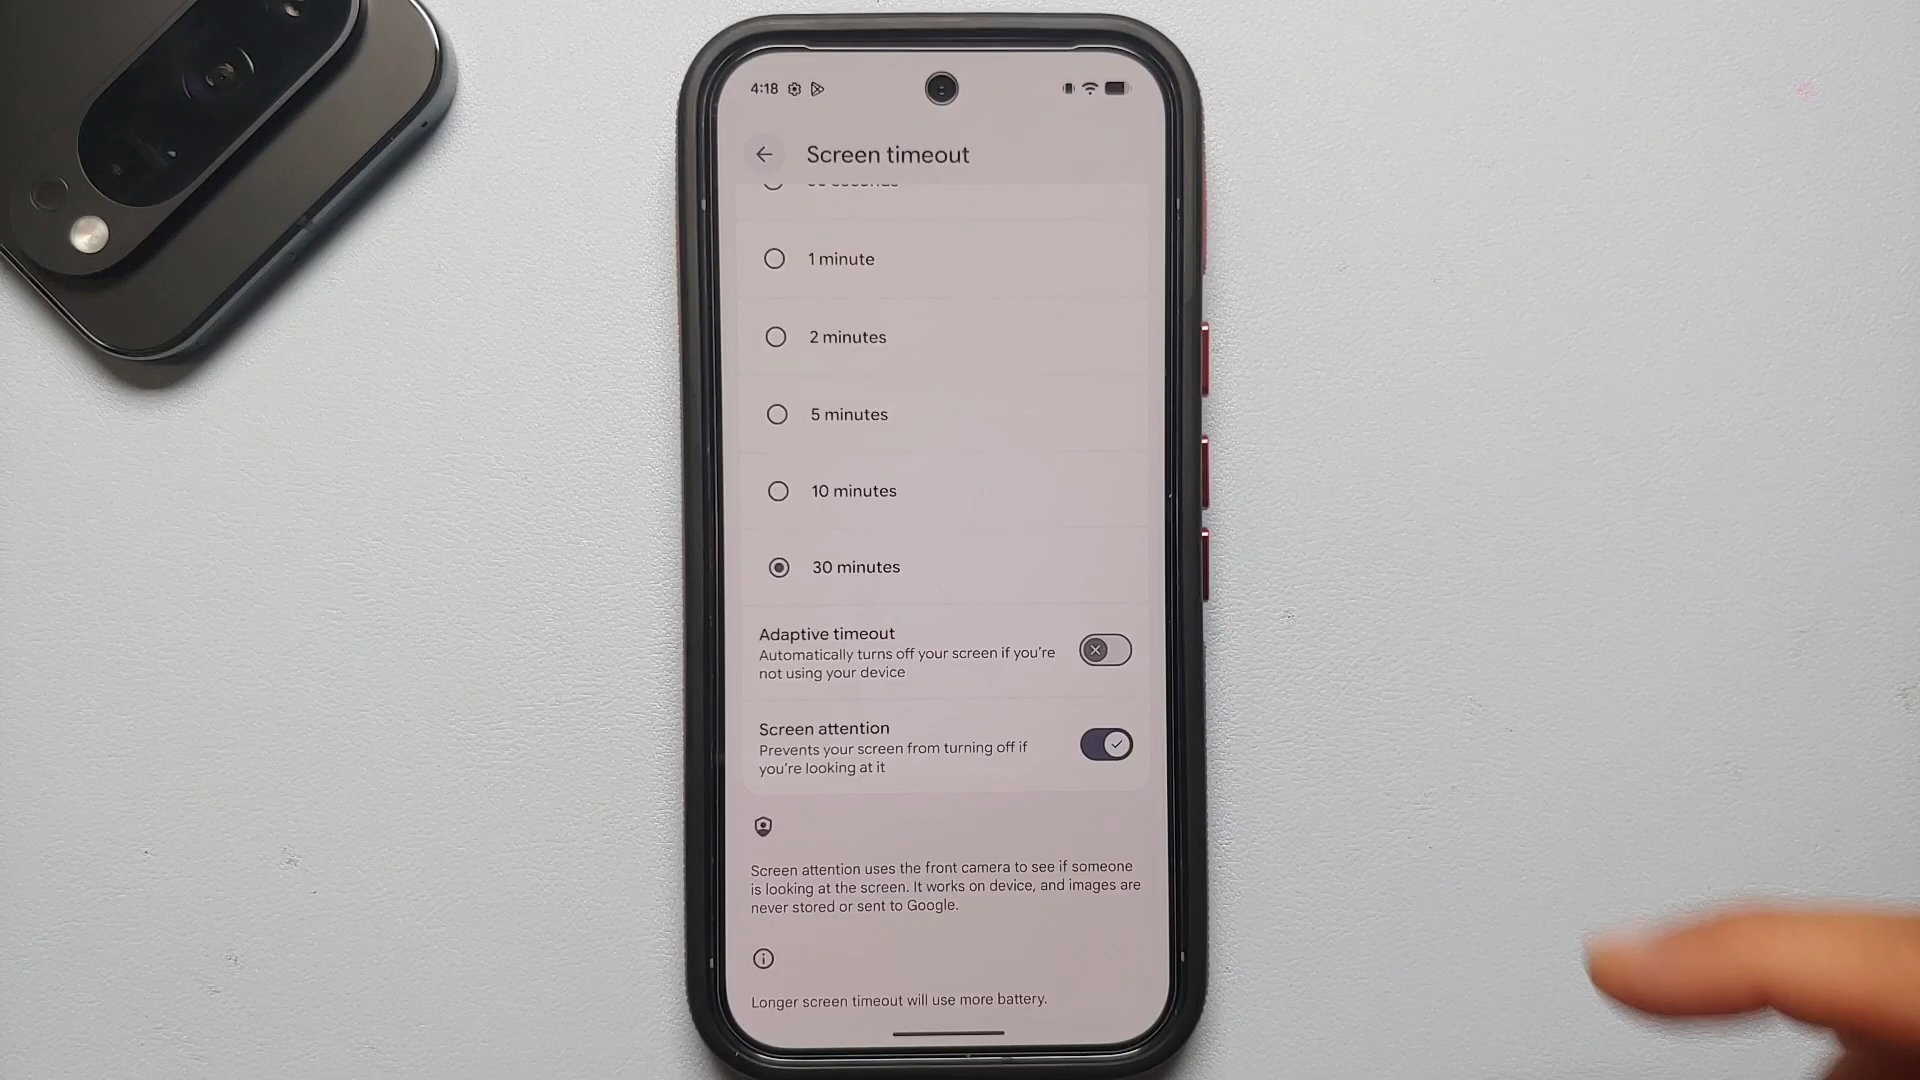 4:18
Screen timeout
1 minute
2 minutes
5 minutes
10 minutes
30 minutes
Adaptive timeout
Automatically turns off your screen if you're
not using your device
Screen attention
Prevents your screen from turning off if
you're looking at it
Screen attention uses the front camera to see if someone
is looking at the screen. It works on device, and images are
never stored or sent to Google.
Longer screen timeout will use more battery.